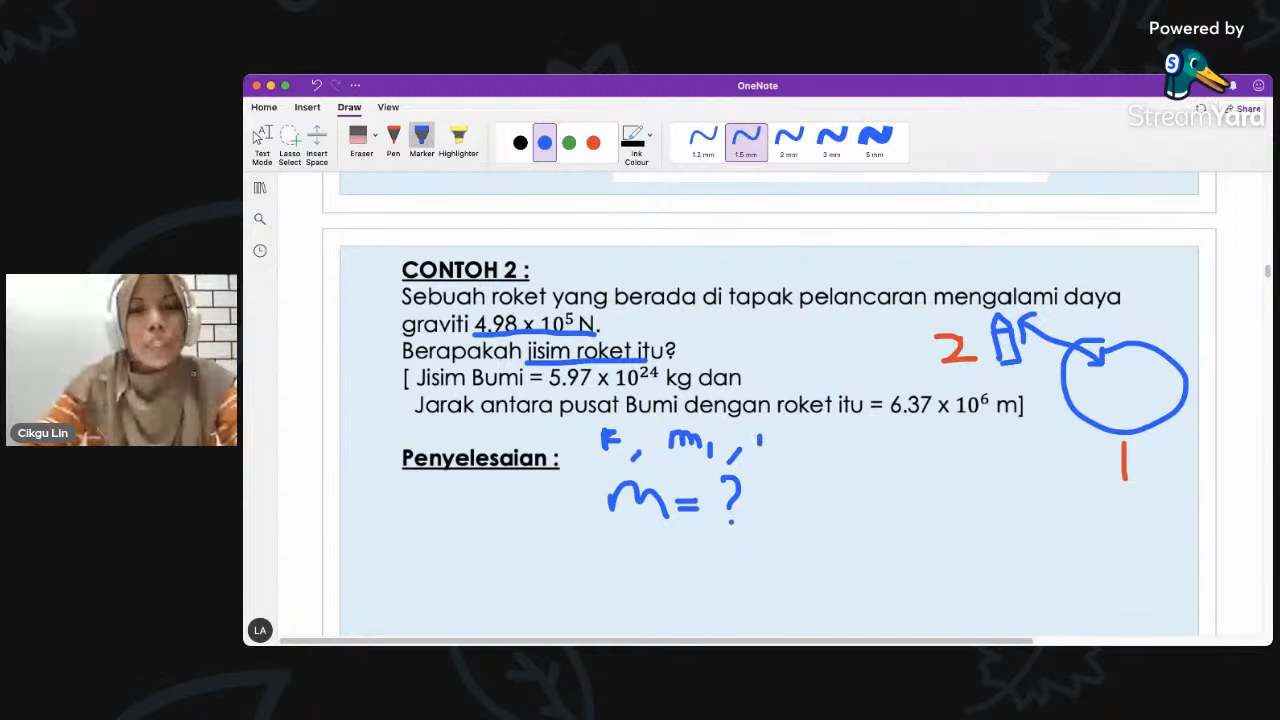 Powered by
S
StreamYard
OneNote
Share
Home Insert Draw View
Text Mode
Lasso Select
Insert Space
Eraser
Pen
Marker
Highlighter
Ink Colour
1.2 mm
1.5 mm
2 mm
3 mm
5 mm
CONTOH 2 :
Sebuah roket yang berada di tapak pelancaran mengalami daya
graviti 4.98 x 10⁵ N.
Berapakah jisim roket itu?
[ Jisim Bumi = 5.97 x 10²⁴ kg dan
Jarak antara pusat Bumi dengan roket itu = 6.37 x 10⁶ m]
2
1
F, m₁,
Penyelesaian :
m = ?
Cikgu Lin
LA